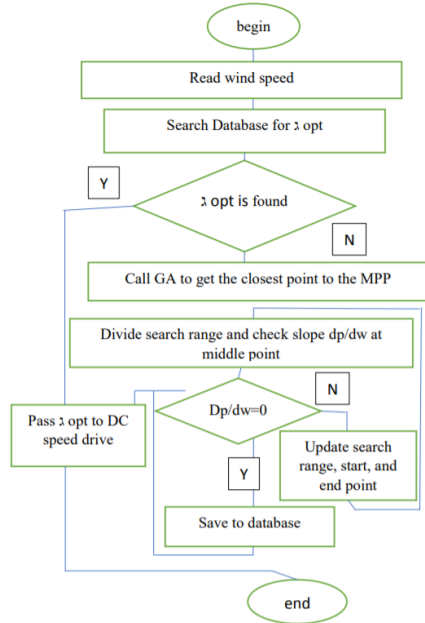 begin
Read wind speed
Search Database for ג opt
Y
ג opt is found
N
Call GA to get the closest point to the MPP
Divide search range and check slope dp/dw at
middle point
N
Dp/dw=0
Pass ג opt to DC
speed drive
Update search
range, start, and
end point
Y
Save to database
end